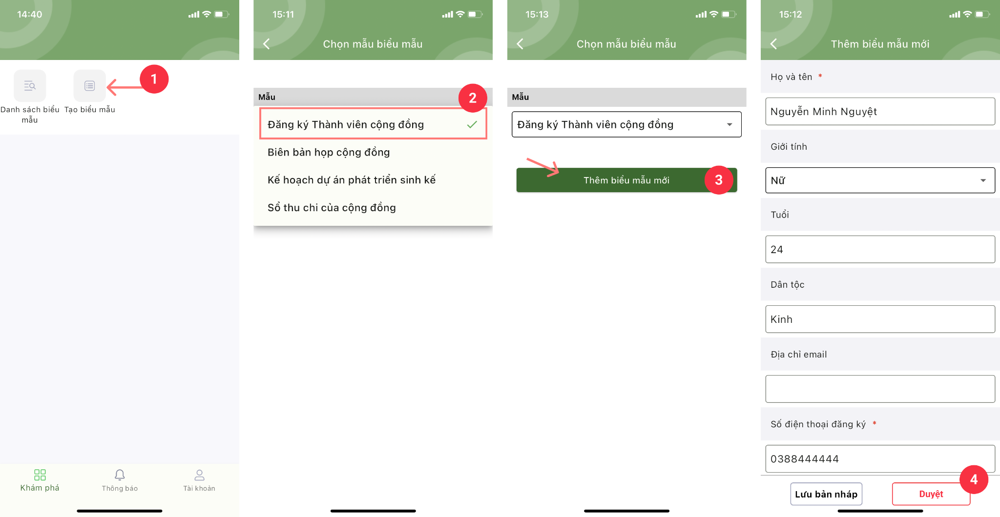 14:40
1
Danh sách biểu mẫu
Tạo biểu mẫu
Khám phá
Thông báo
Tài khoản
15:11
Chọn mẫu biểu mẫu
Mẫu
2
Đăng ký Thành viên cộng đồng
Biên bản họp cộng đồng
Kế hoạch dự án phát triển sinh kế
Sổ thu chi của cộng đồng
15:13
Chọn mẫu biểu mẫu
Mẫu
Đăng ký Thành viên cộng đồng
Thêm biểu mẫu mới
3
15:12
Thêm biểu mẫu mới
Họ và tên *
Nguyễn Minh Nguyệt
Giới tính
Nữ
Tuổi
24
Dân tộc
Kinh
Địa chỉ email
Số điện thoại đăng ký *
0388444444
4
Lưu bản nháp
Duyệt